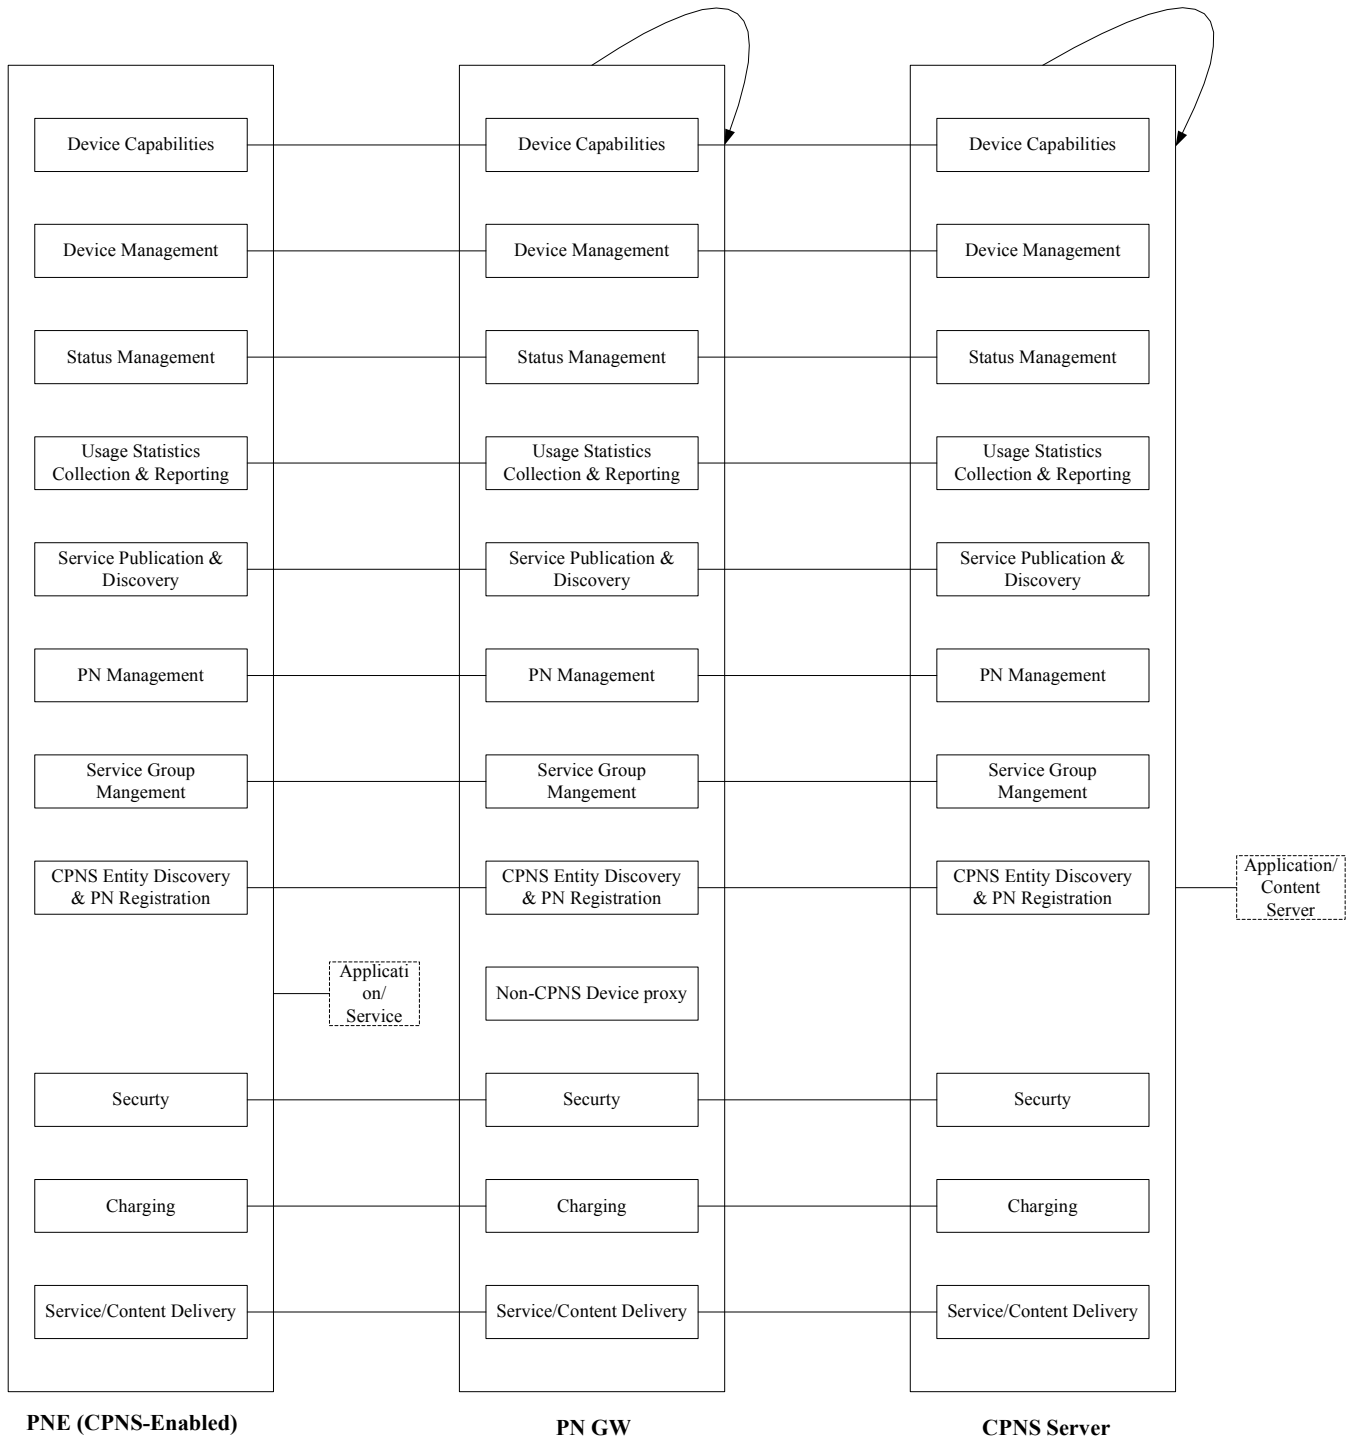 Device Capabilities
Device Capabilities
Device Capabilities
Device Management
Device Management
Device Management
Status Management
Status Management
Status Management
Usage Statistics
Collection & Reporting
Usage Statistics
Collection & Reporting
Usage Statistics
Collection & Reporting
Service Publication &
Discovery
Service Publication &
Discovery
Service Publication &
Discovery
PN Management
PN Management
PN Management
Service Group
Mangement
Service Group
Mangement
Service Group
Mangement
CPNS Entity Discovery
& PN Registration
CPNS Entity Discovery
& PN Registration
CPNS Entity Discovery
& PN Registration
Application/
Content
Server
Applicati
on/
Service
Non-CPNS Device proxy
Securty
Securty
Securty
Charging
Charging
Charging
Service/Content Delivery
Service/Content Delivery
Service/Content Delivery
PNE (CPNS-Enabled)
PN GW
CPNS Server